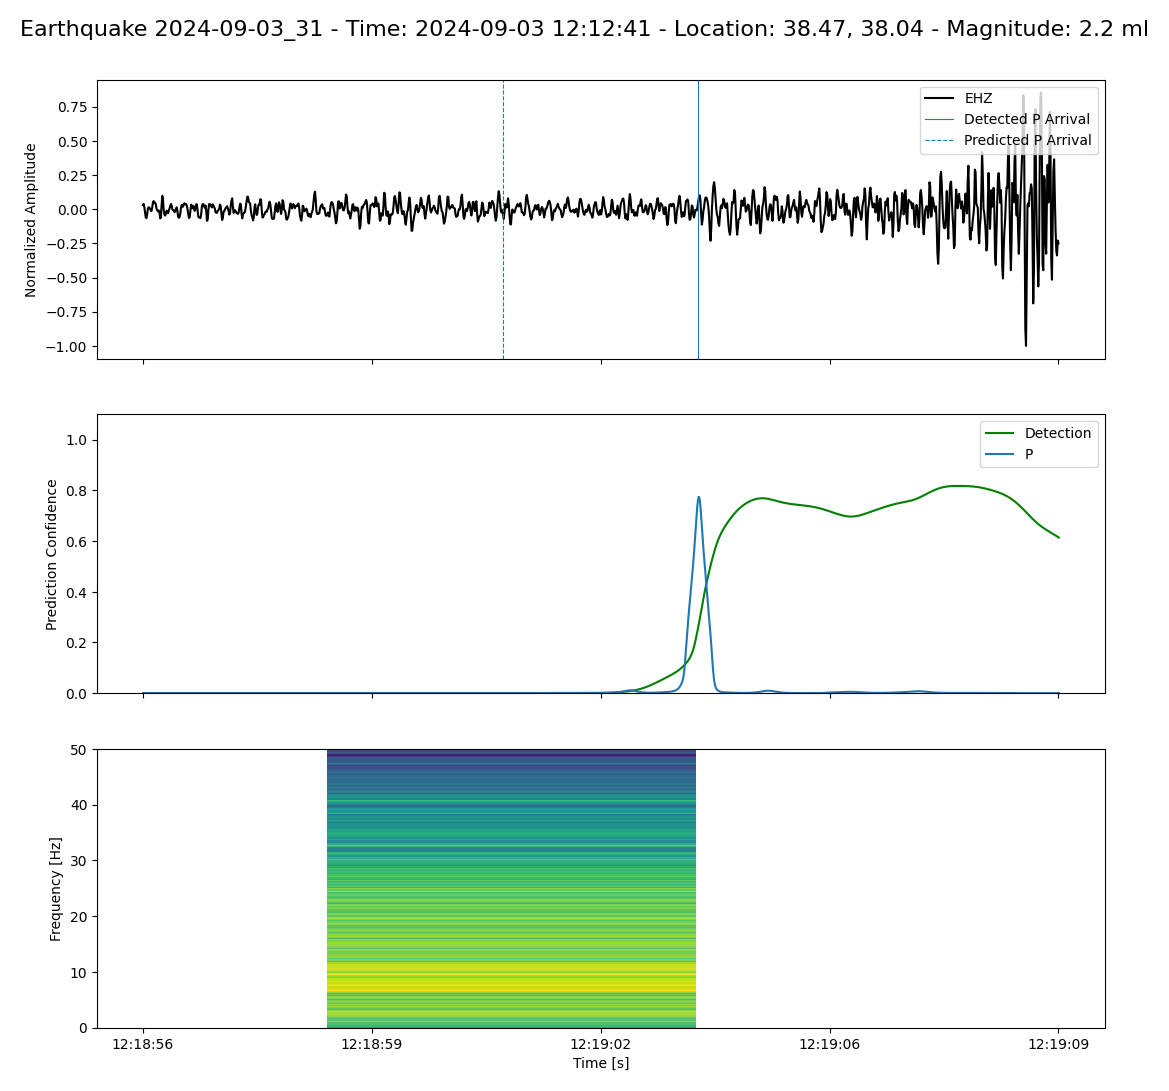 Earthquake 2024-09-03_31 - Time: 2024-09-03 12:12:41 - Location: 38.47, 38.04 - Magnitude: 2.2 ml
Normalized Amplitude
0.75
0.50
0.25
0.00
−0.25
−0.50
−0.75
−1.00
EHZ
Detected P Arrival
Predicted P Arrival
Prediction Confidence
1.0
0.8
0.6
0.4
0.2
0.0
Detection
P
Frequency [Hz]
50
40
30
20
10
0
12:18:56 12:18:59 12:19:02 12:19:06 12:19:09
Time [s]